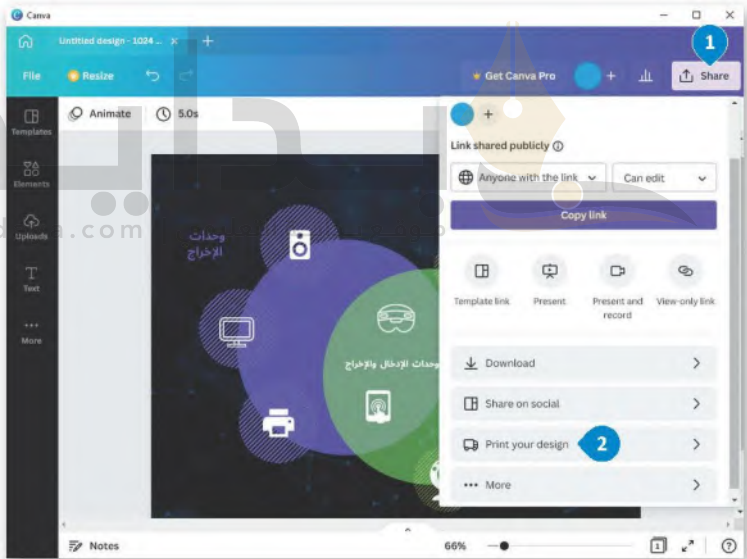 Canva
Untitled design - 1024 ...
1
File
Resize
Get Canva Pro
Share
Templates
Animate
5.0s
Link shared publicly
Elements
Anyone with the link
Can edit
Uploads
Copy link
a.com
وحدات
الإخراج
Text
Template link
Present
Present and
record
View-only link
More
وحدات الإدخال والإخراج
Download
Share on social
Print your design
2
More
Notes
66%
1